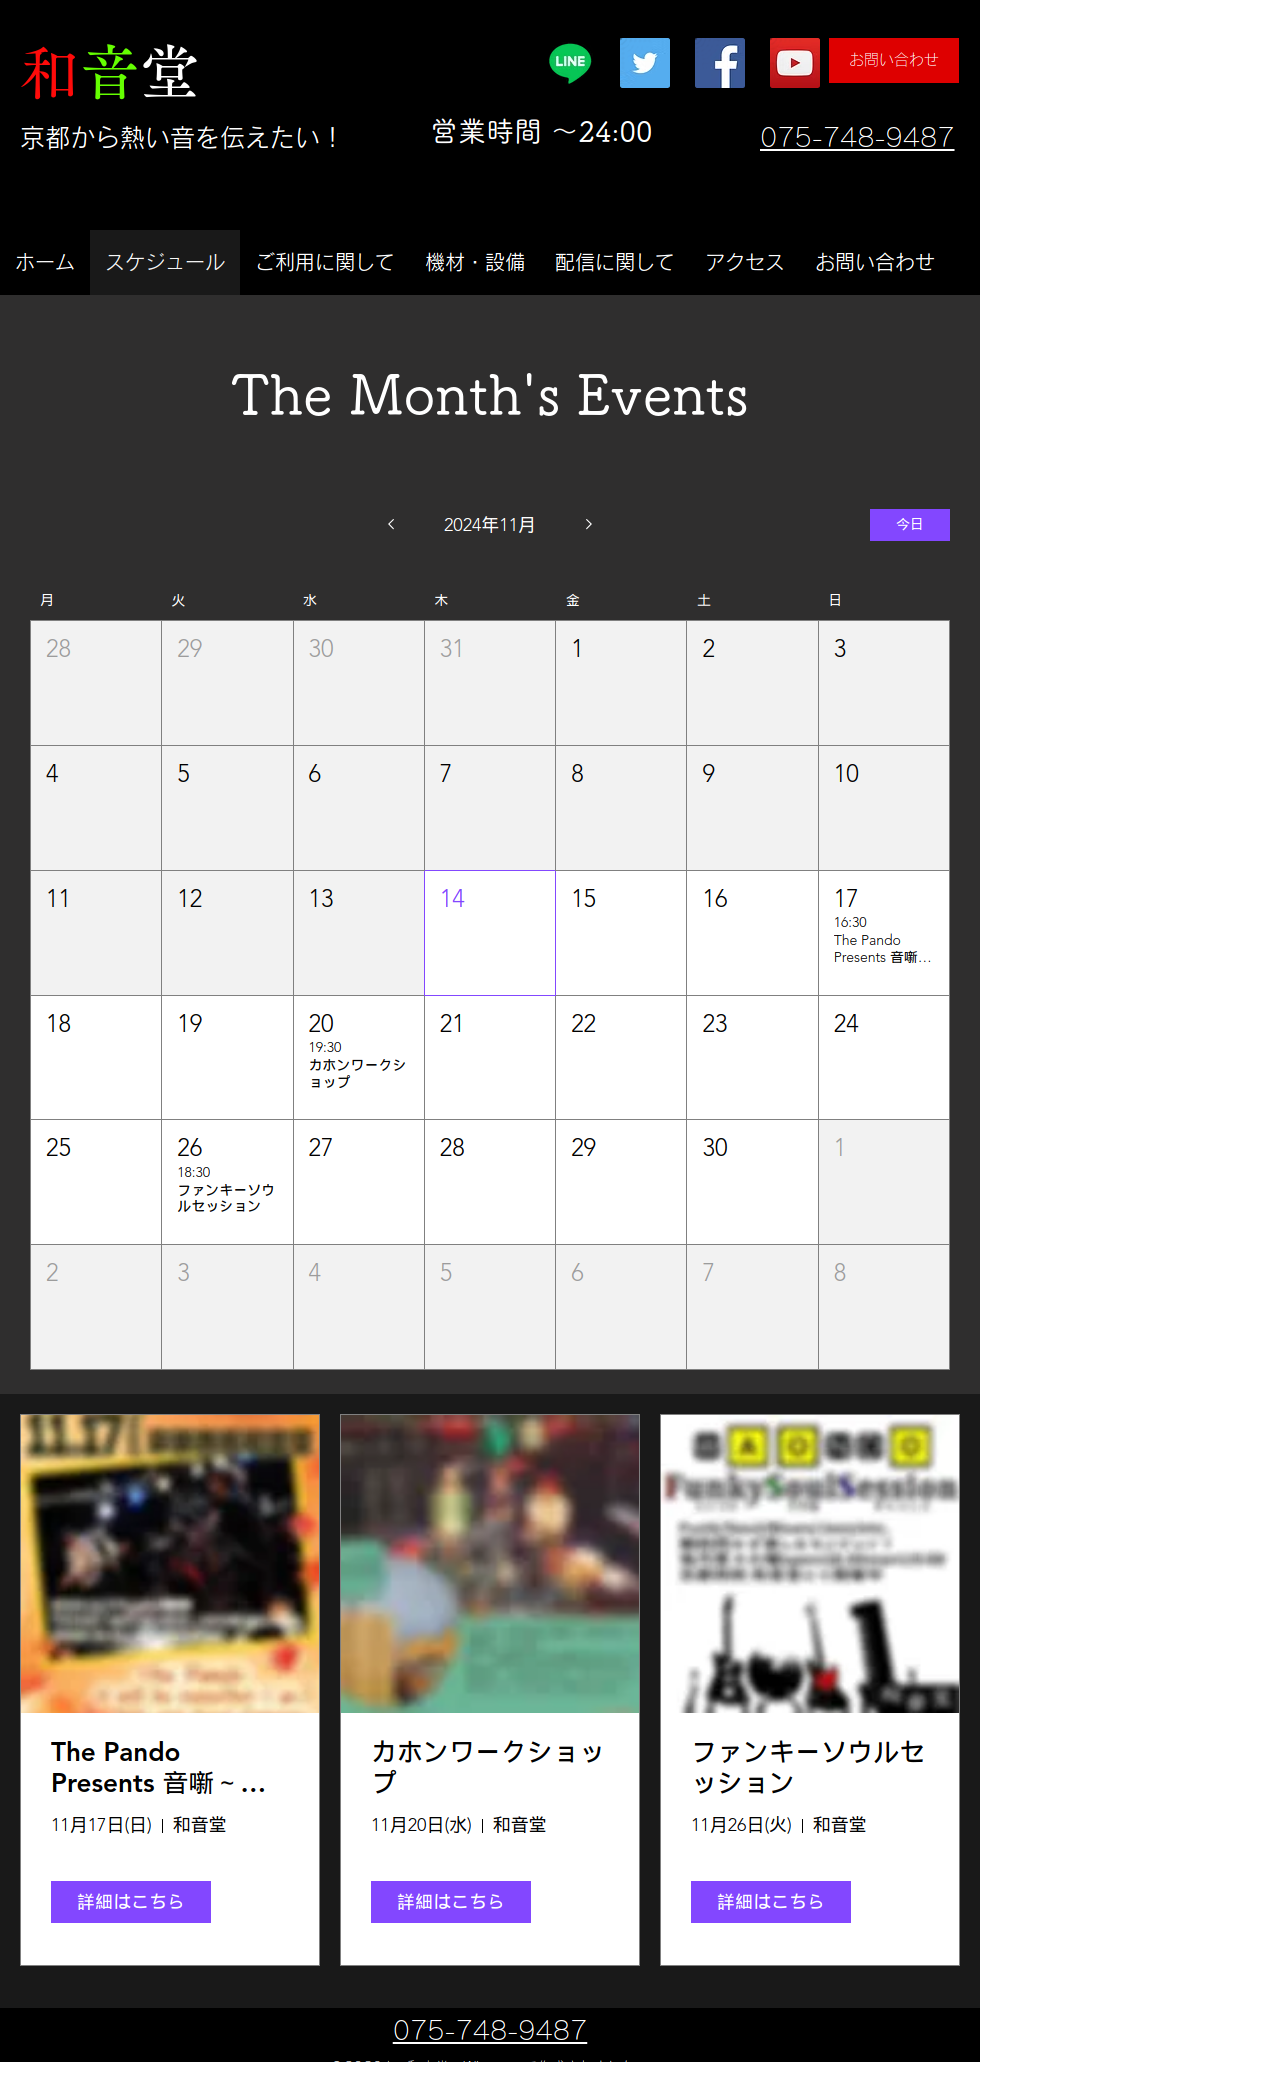 和音堂
LINE
お問い合わせ
京都から熱い音を伝えたい！
営業時間 ～24:00
075-748-9487
ホーム
スケジュール
ご利用に関して
機材・設備
配信に関して
アクセス
お問い合わせ
The Month's Events
2024年11月
今日
月 火 水 木 金 土 日
28 29 30 31 1 2 3
4 5 6 7 8 9 10
11 12 13 14 15 16 17
16:30
The Pando
Presents 音噺…
18 19 20 21 22 23 24
19:30
カホンワークシ
ョップ
25 26 27 28 29 30 1
18:30
ファンキーソウ
ルセッション
2 3 4 5 6 7 8
11.17
FunkySoulSession
The Pando
Presents 音噺～…
11月17日(日) | 和音堂
詳細はこちら
カホンワークショッ
プ
11月20日(水) | 和音堂
詳細はこちら
ファンキーソウルセ
ッション
11月26日(火) | 和音堂
詳細はこちら
075-748-9487